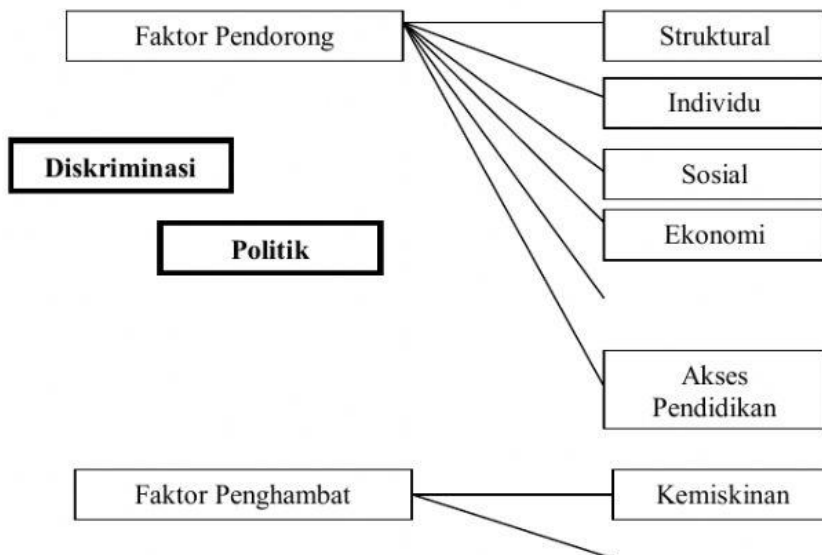 Faktor Pendorong
Struktural
Individu
Diskriminasi
Sosial
Politik
Ekonomi
Akses
Pendidikan
Faktor Penghambat
Kemiskinan